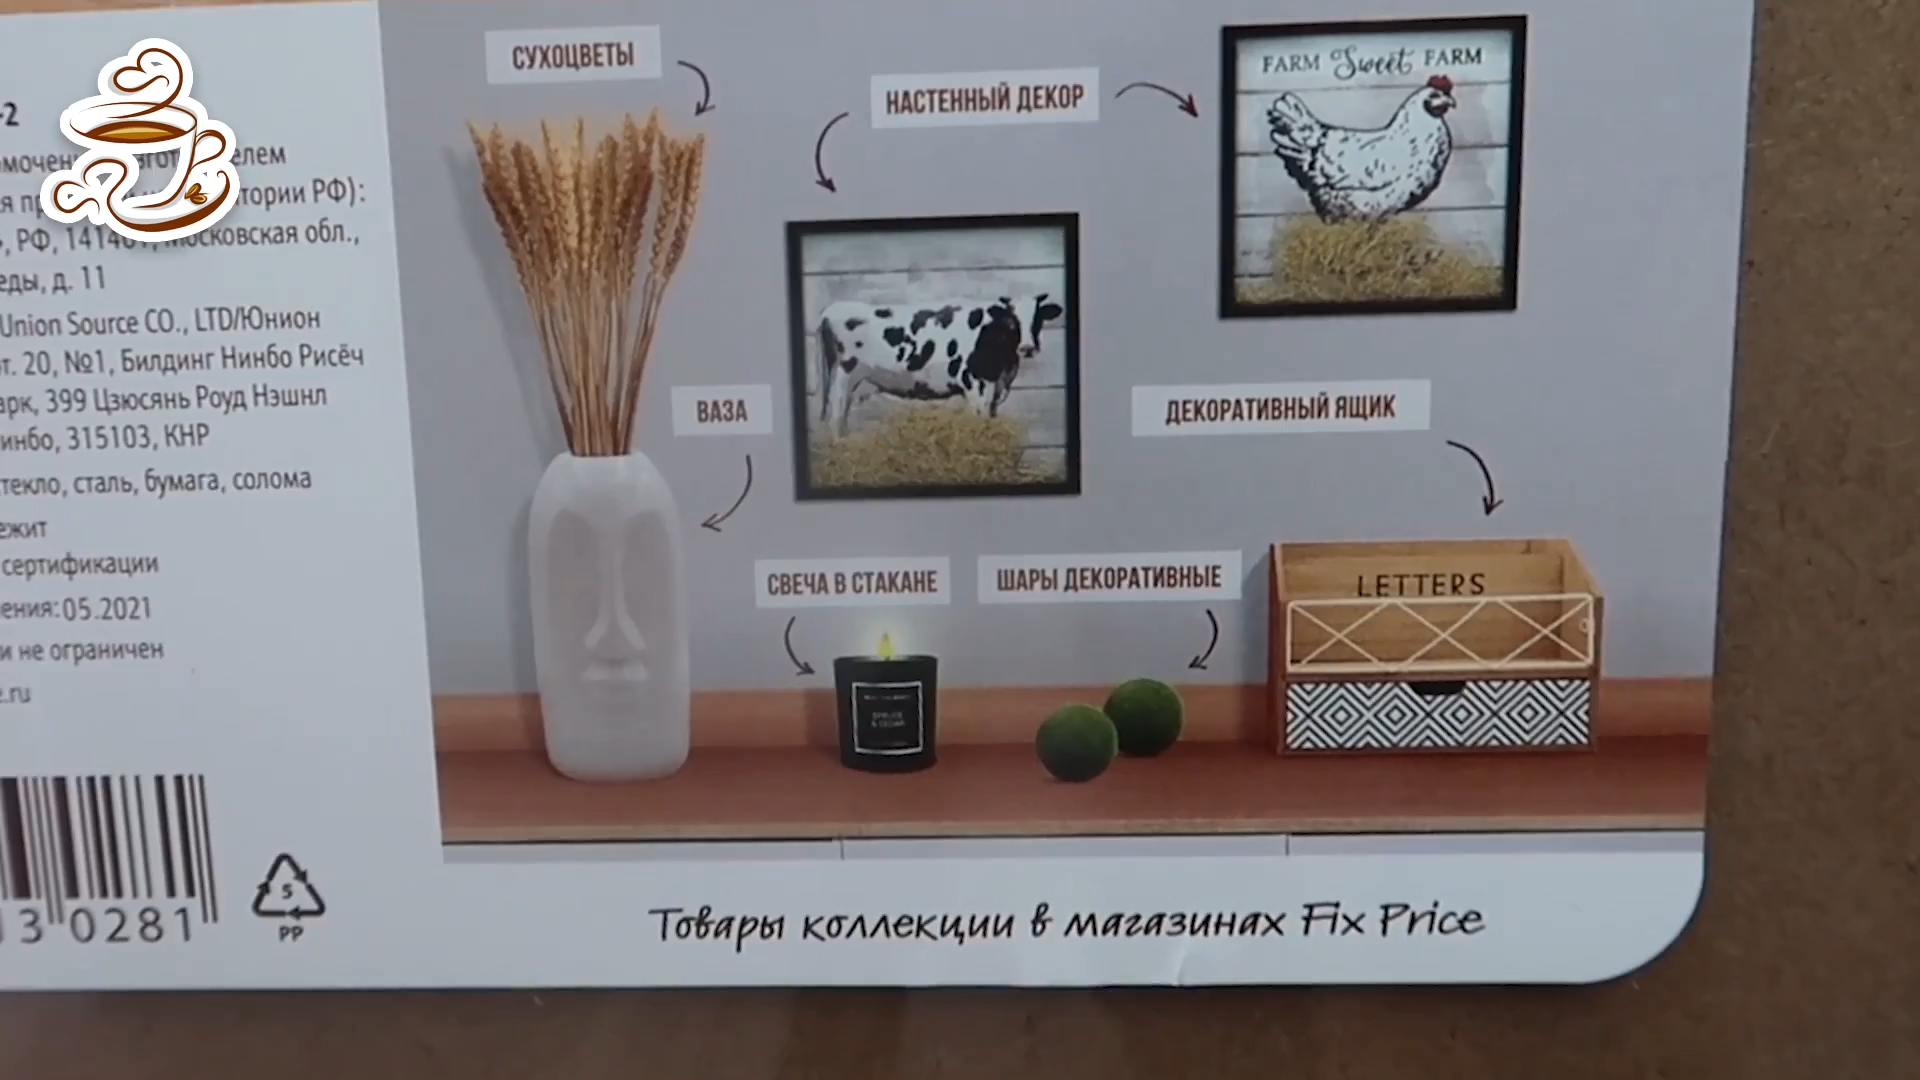 -2
елем
тории РФ):
РФ, 141401, Московская обл.,
еды, д. 11
Union Source CO., LTD/Юнион
т. 20, №1, Билдинг Нинбо Рисёч
арк, 399 Цзюсянь Роуд Нэшнл
инбо, 315103, КНР
текло, сталь, бумага, солома
ежит
сертификации
ения: 05.2021
и не ограничен
e.ru
3 0281
5
PP
СУХОЦВЕТЫ
НАСТЕННЫЙ ДЕКОР
FARM Sweet FARM
ВАЗА
ДЕКОРАТИВНЫЙ ЯЩИК
СВЕЧА В СТАКАНЕ
ШАРЫ ДЕКОРАТИВНЫЕ
LETTERS
SPRUCE
& CEDAR
Товары коллекции в магазинах Fix Price